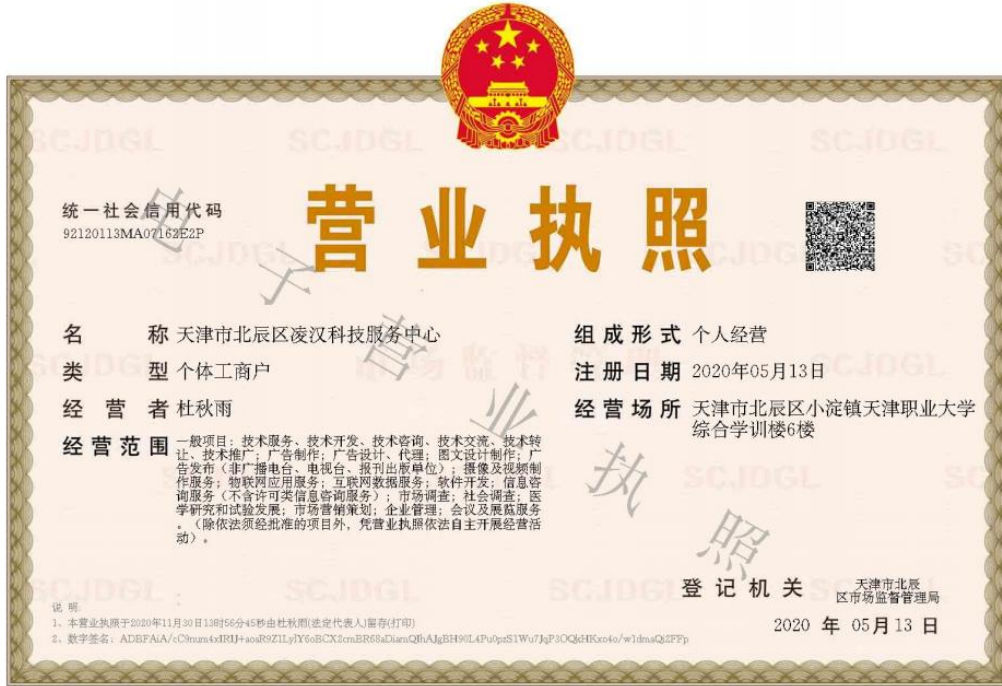 营业执照
统一社会信用代码
92120113MA07162E2P
名 称 天津市北辰区凌汉科技服务中心
类 型 个体工商户
经营者 杜秋雨
经营范围 一般项目:技术服务、技术开发、技术咨询、技术交流、技术转
让、技术推广;广告制作;广告设计、代理;图文设计制作;广
告发布(非广播电台、电视台、报刊出版单位);摄像及视频制
作服务;物联网应用服务;互联网数据服务;软件开发;信息咨
询服务(不含许可类信息咨询服务);市场调查;社会调查;医
学研究和试验发展;市场营销策划;企业管理;会议及展览服务
。(除依法须经批准的项目外,凭营业执照依法自主开展经营活
动)。
组成形式 个人经营
注册日期 2020年05月13日
经营场所 天津市北辰区小淀镇天津职业大学
综合学训楼6楼
电子营业执照
登记机关 天津市北辰
区市场监督管理局
2020 年 05月 13 日
说明:
1、本营业执照于2020年11月30日13时56分45秒由杜秋雨(法定代表人)留存(打印)
2、数字签名:
SCJDGL